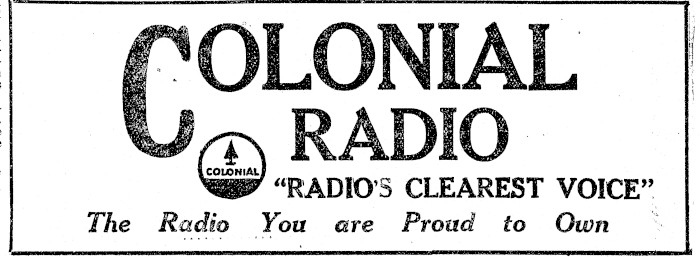 COLONIAL
RADIO
COLONIAL
"RADIO'S CLEAREST VOICE"
The Radio You are Proud to Own